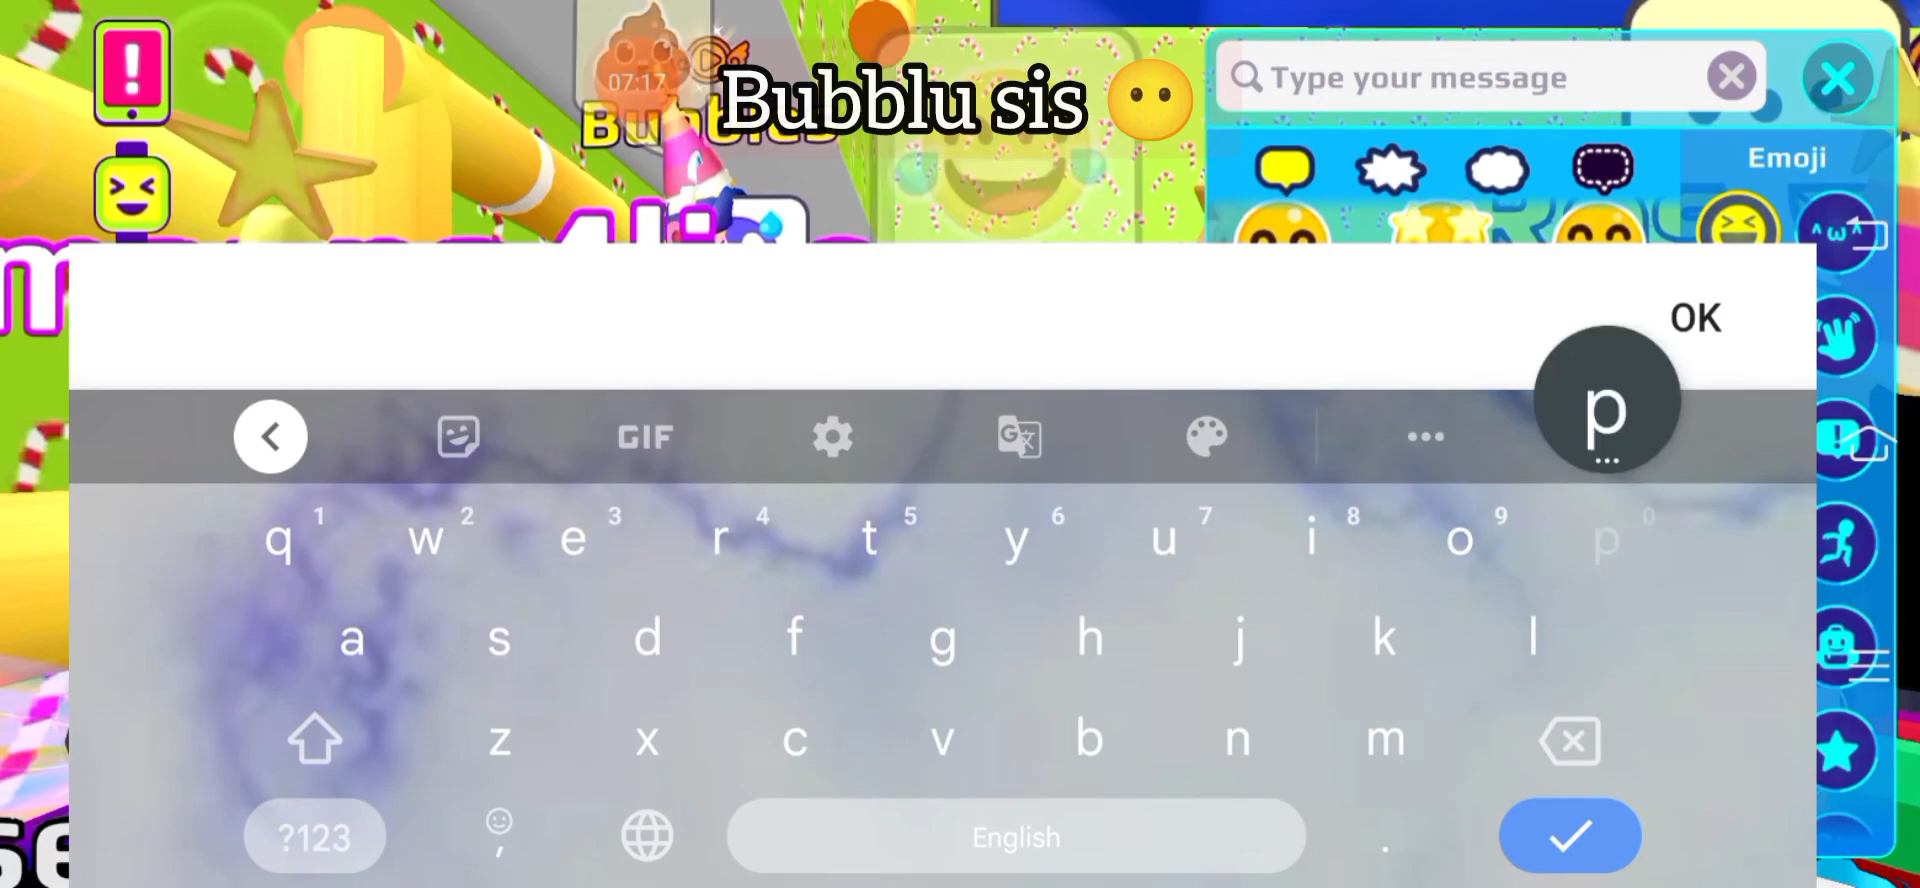 07:17
Bubbles
Bubblu sis 😶
Type your message
Emoji
^ω^
OK
p
...
GIF
q 1 w 2 e 3 r 4 t 5 y 6 u 7 i 8 o 9 p 0
a s d f g h j k l
z x c v b n m
?123 , English .